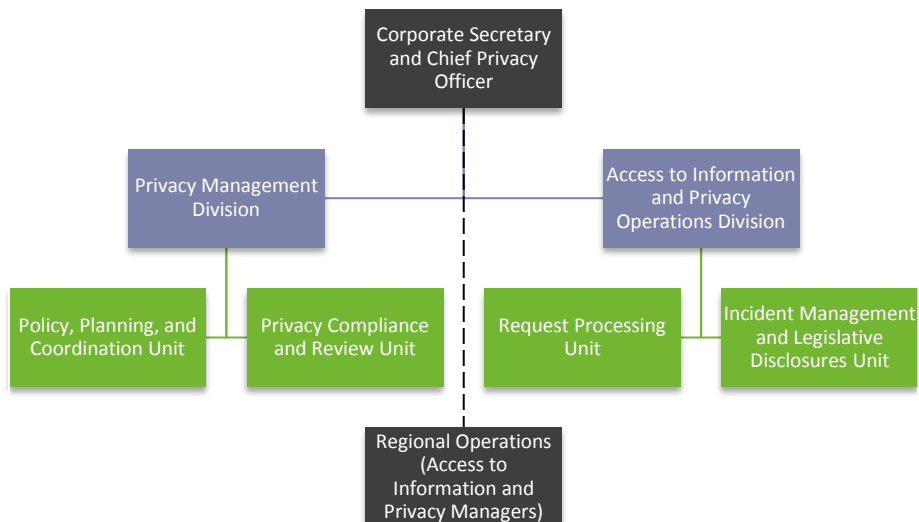 Corporate Secretary
and Chief Privacy
Officer
Privacy Management
Division
Access to Information
and Privacy
Operations Division
Policy, Planning, and
Coordination Unit
Privacy Compliance
and Review Unit
Request Processing
Unit
Incident Management
and Legislative
Disclosures Unit
Regional Operations
(Access to
Information and
Privacy Managers)